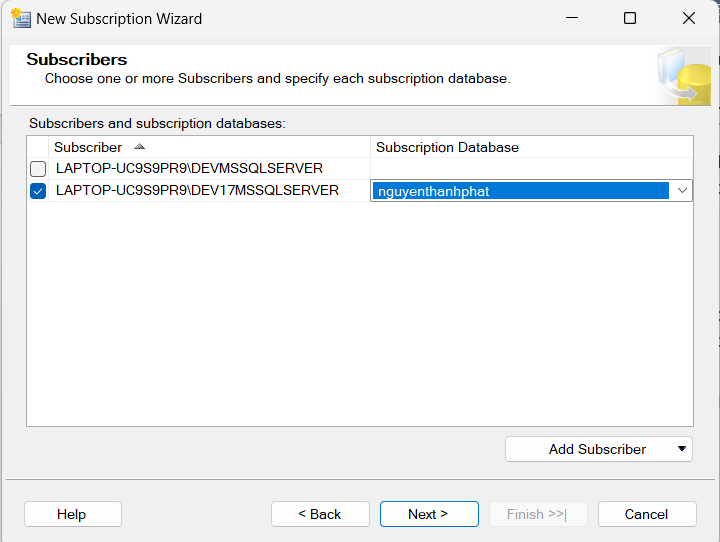 New Subscription Wizard
Subscribers
Choose one or more Subscribers and specify each subscription database.
Subscribers and subscription databases:
Subscriber Subscription Database
LAPTOP-UC9S9PR9\DEVMSSQLSERVER
LAPTOP-UC9S9PR9\DEV17MSSQLSERVER nguyenthanhphat
Add Subscriber
Help < Back Next > Finish >>| Cancel